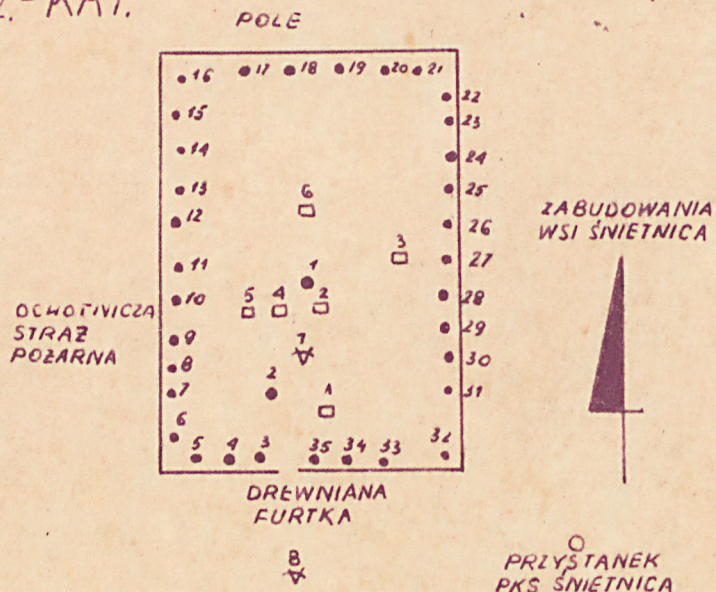 POLE
16 17 18 19 20 21
22
15
23
14
24
13
25
6
12
26
3
27
11
1
10
5 4 2
28
29
9
7
8
30
2
7
31
1
6
5 4 3 35 34 33 32
OCHOTNICZA
STRAŻ
POŻARNA
ZABUDOWANIA
WSI ŚNIETNICA
DREWNIANA
FURTKA
8
PRZYSTANEK
PKS ŚNIETNICA